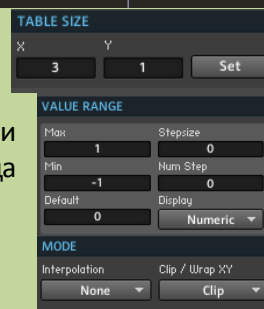 TABLE SIZE
X Y
3 1 Set
VALUE RANGE
Max Stepsize
1 0
Min Num Step
-1 0
Default Display
0 Numeric
MODE
Interpolation Clip / Wrap XY
None Clip
и